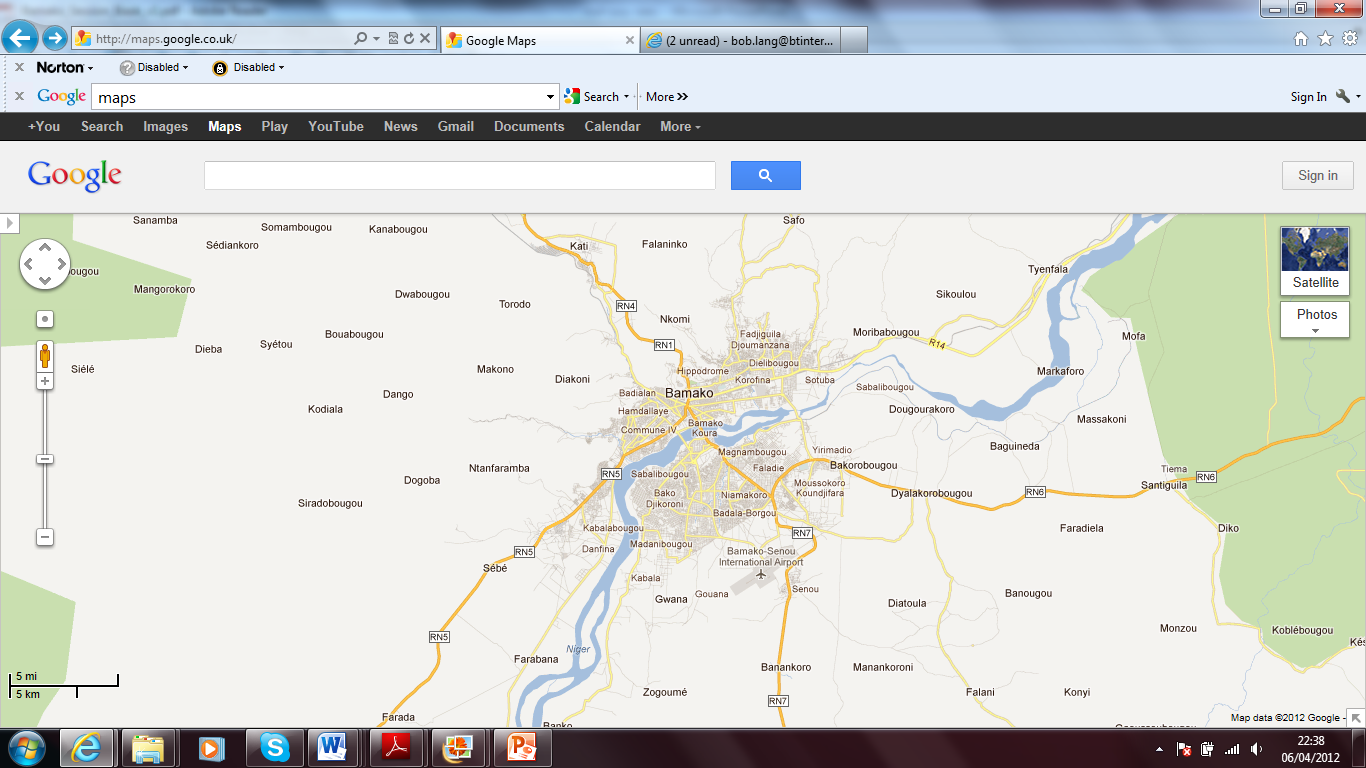 http://maps.google.co.uk/
Google Maps
(2 unread) - bob.lang@btinter...
Norton
Disabled
Disabled
Google
maps
Search
More »
Sign In
+You Search Images Maps Play YouTube News Gmail Documents Calendar More
Google
Sign in
Satellite
Photos
Sanamba
Somambougou
Kanabougou
Safo
Sédiankoro
Kati
Falaninko
ougou
Tyenfala
Mangorokoro
Dwabougou
Torodo
Sikoulou
RN4
Nkomi
Bouabougou
Fadjiguila
Djoumanzana
Moribabougou
Mofa
Syétou
Dieba
RN1
R14
Siélé
Makono
Hippodrome
Dielibougou
Markaforo
Diakoni
Korofina
Sotuba
Sabalibougou
Dango
Badialan
Bamako
Kodiala
Hamdallaye
Dougourakoro
Massakoni
Commune IV
Bamako
Koura
Baguineda
Magnambougou
Yirimadio
Ntanfaramba
Faladie
Bakorobougou
Tiema
Dogoba
RN5
Sabalibougou
RN6
Santiguila
Moussokoro
Koundjifara
Dyalakorobougou
RN6
Siradobougou
Bako
Djikoroni
Niamakoro
Badala-Borgou
Kabalabougou
Faradiela
Diko
RN7
Madanibougou
Danfina
RN5
Bamako-Senou
International Airport
Sébé
Kabala
Gouana
Senou
Gwana
Diatoula
Banougou
Monzou
Koblébougou
RN5
Kés
Niger
Farabana
Banankoro
Manankoroni
Zogoumé
Falani
Konyi
RN7
Farada
Banko
5 mi
5 km
Map data ©2012 Google -
22:38
06/04/2012